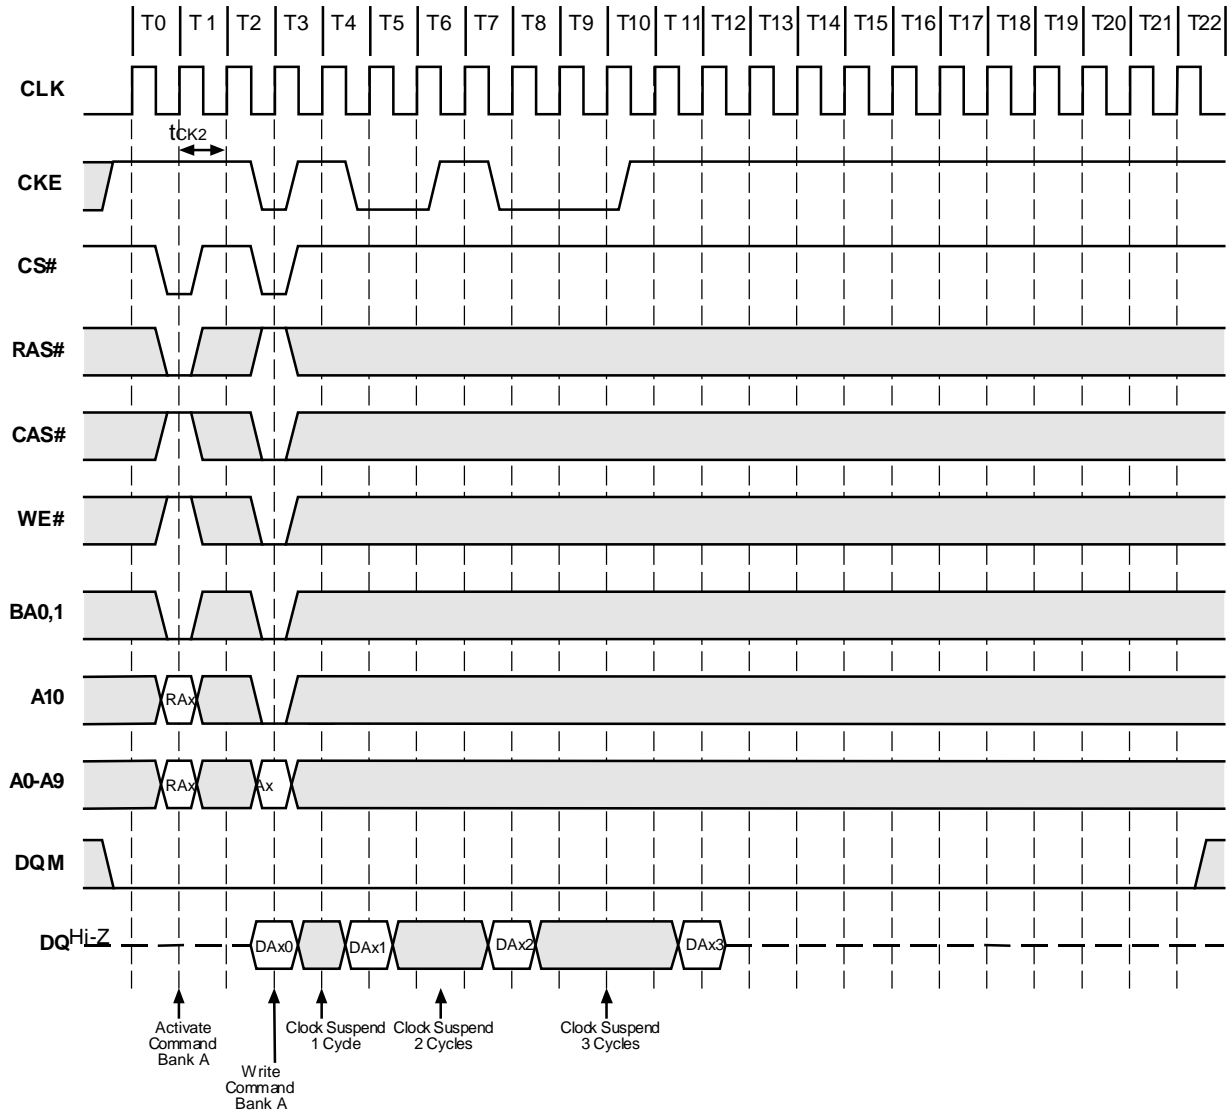 T0 T 1 T2 T3 T4 T5 T6 T7 T8 T9 T10 T 11 T12 T13 T14 T15 T16 T17 T18 T19 T20 T21 T22
CLK
tCK2
CKE
CS#
RAS#
CAS#
WE#
BA0,1
A10 RAx
A0-A9 RAx Ax
DQM
DQ Hi-Z DAx0 DAx1 DAx2 DAx3
Activate
Command
Bank A
Write
Command
Bank A
Clock Suspend
1 Cycle
Clock Suspend
2 Cycles
Clock Suspend
3 Cycles